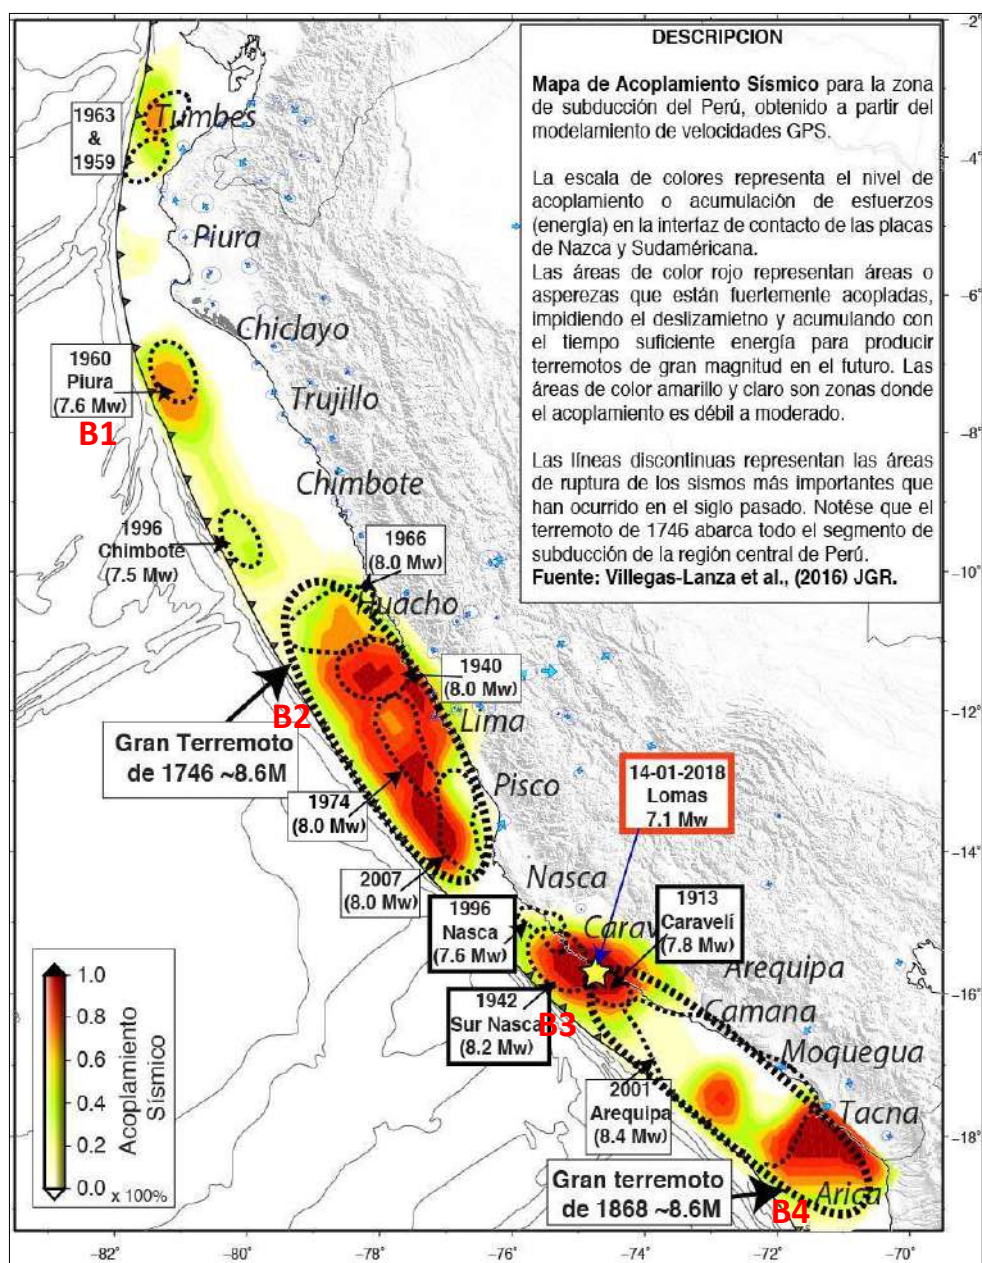 DESCRIPCION
Mapa de Acoplamiento Sísmico para la zona
de subducción del Perú, obtenido a partir del
modelamiento de velocidades GPS.
La escala de colores representa el nivel de
acoplamiento o acumulación de esfuerzos
(energía) en la interfaz de contacto de las placas
de Nazca y Sudaméricana.
Las áreas de color rojo representan áreas o
asperezas que están fuertemente acopladas,
impidiendo el deslizamietno y acumulando con
el tiempo suficiente energía para producir
terremotos de gran magnitud en el futuro. Las
áreas de color amarillo y claro son zonas donde
el acoplamiento es débil a moderado.
Las líneas discontinuas representan las áreas
de ruptura de los sismos más importantes que
han ocurrido en el siglo pasado. Notése que el
terremoto de 1746 abarca todo el segmento de
subducción de la región central de Perú.
Fuente: Villegas-Lanza et al., (2016) JGR.
1963
&
1959
Tumbes
Piura
Chiclayo
1960
Piura
(7.6 Mw)
B1
Trujillo
Chimbote
1996
Chimbote
(7.5 Mw)
1966
(8.0 Mw)
Huacho
1940
(8.0 Mw)
B2
Lima
Gran Terremoto
de 1746 ~8.6M
Pisco
14-01-2018
Lomas
7.1 Mw
1974
(8.0 Mw)
2007
(8.0 Mw)
Nasca
1996
Nasca
(7.6 Mw)
Carav
1913
Caravelí
(7.8 Mw)
Arequipa
Camana
1942
Sur Nasca
(8.2 Mw)
B3
Moquegua
2001
Arequipa
(8.4 Mw)
Tacna
Gran terremoto
de 1868 ~8.6M
Arica
B4
1.0
0.8
0.6
0.4
0.2
0.0
x 100%
Acoplamiento
Sísmico
−2°
−4°
−6°
−8°
−10°
−12°
−14°
−16°
−18°
−82°
−80°
−78°
−76°
−74°
−72°
−70°